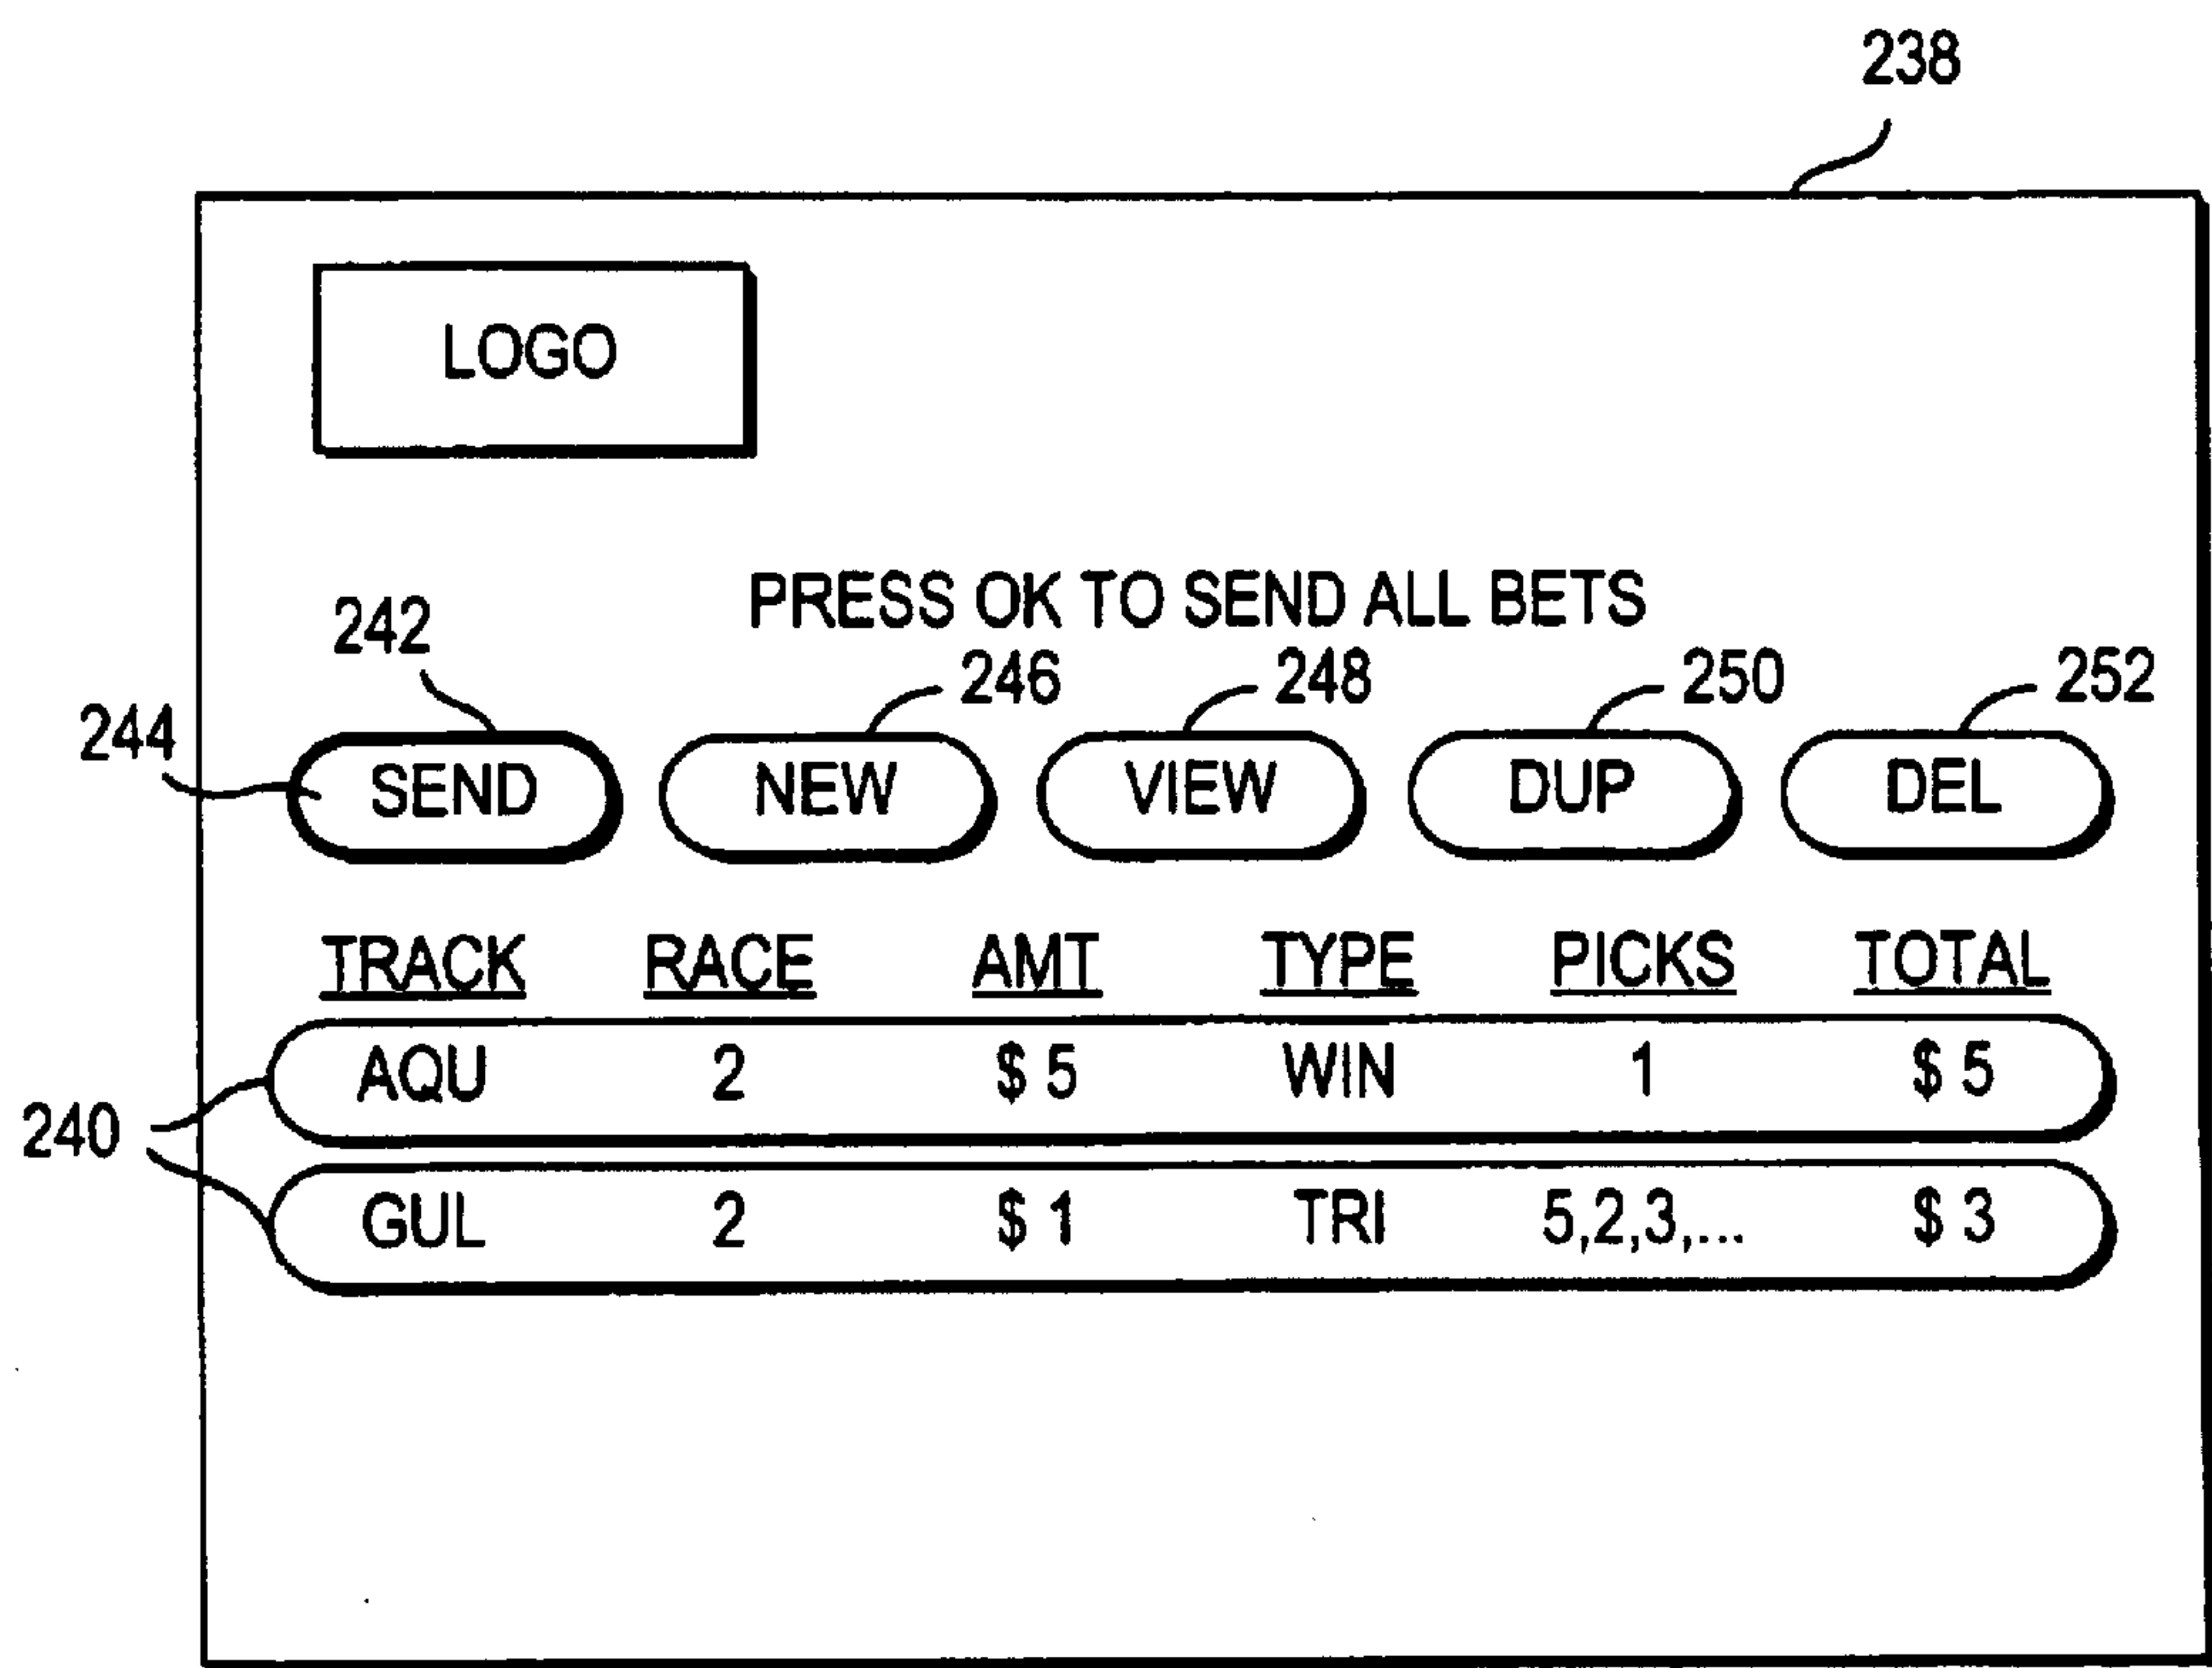 238
LOGO
PRESS OK TO SEND ALL BETS
242
246
248
250
252
244
SEND
NEW
VIEW
DUP
DEL
TRACK RACE AMT TYPE PICKS TOTAL
AQU 2 $ 5 WIN 1 $ 5
240
GUL 2 $ 1 TRI 5,2,3,... $ 3